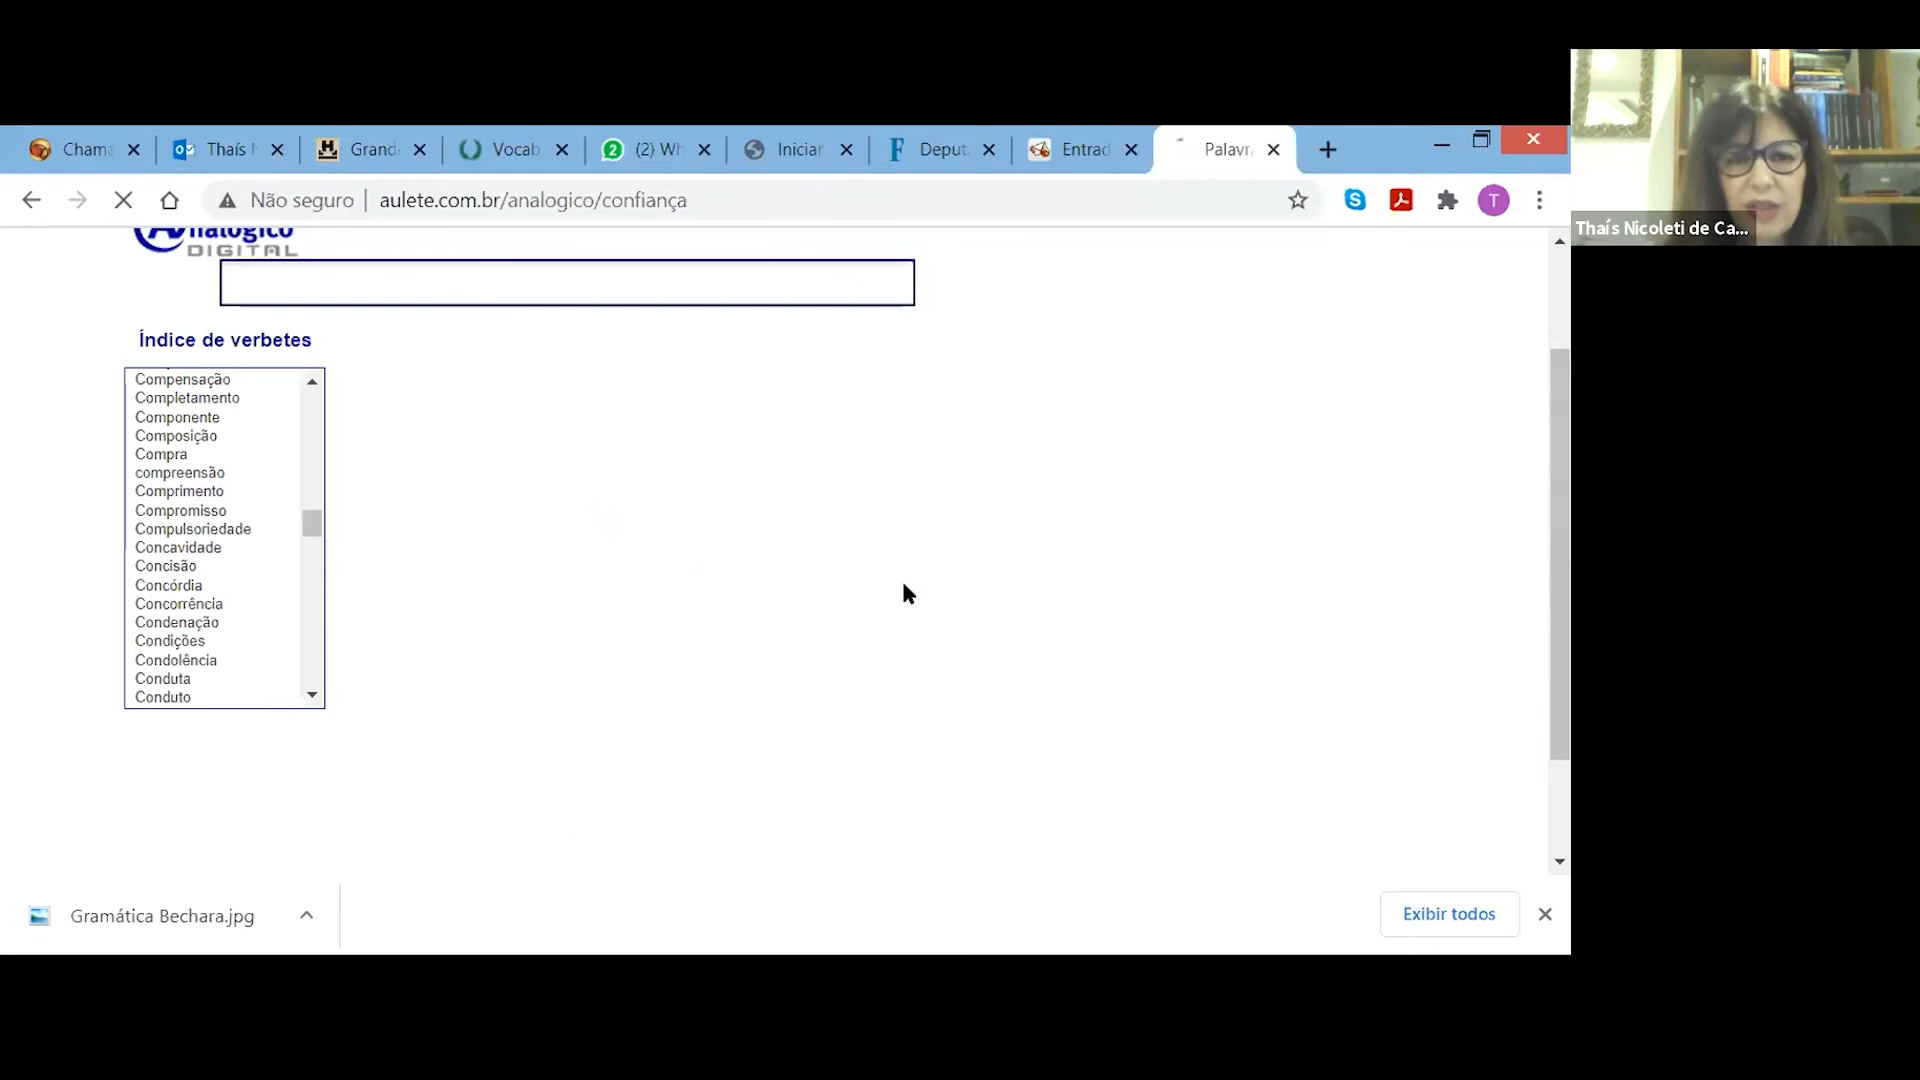 Chama
Thaís N
Grand
Vocab
(2) Wh
Iniciar
Deput
Entrad
Palavra
Não seguro | aulete.com.br/analogico/confiança
T
Thaís Nicoleti de Ca...
Analógico
DIGITAL
Índice de verbetes
Compensação
Completamento
Componente
Composição
Compra
compreensão
Comprimento
Compromisso
Compulsoriedade
Concavidade
Concisão
Concórdia
Concorrência
Condenação
Condições
Condolência
Conduta
Conduto
Gramática Bechara.jpg
Exibir todos